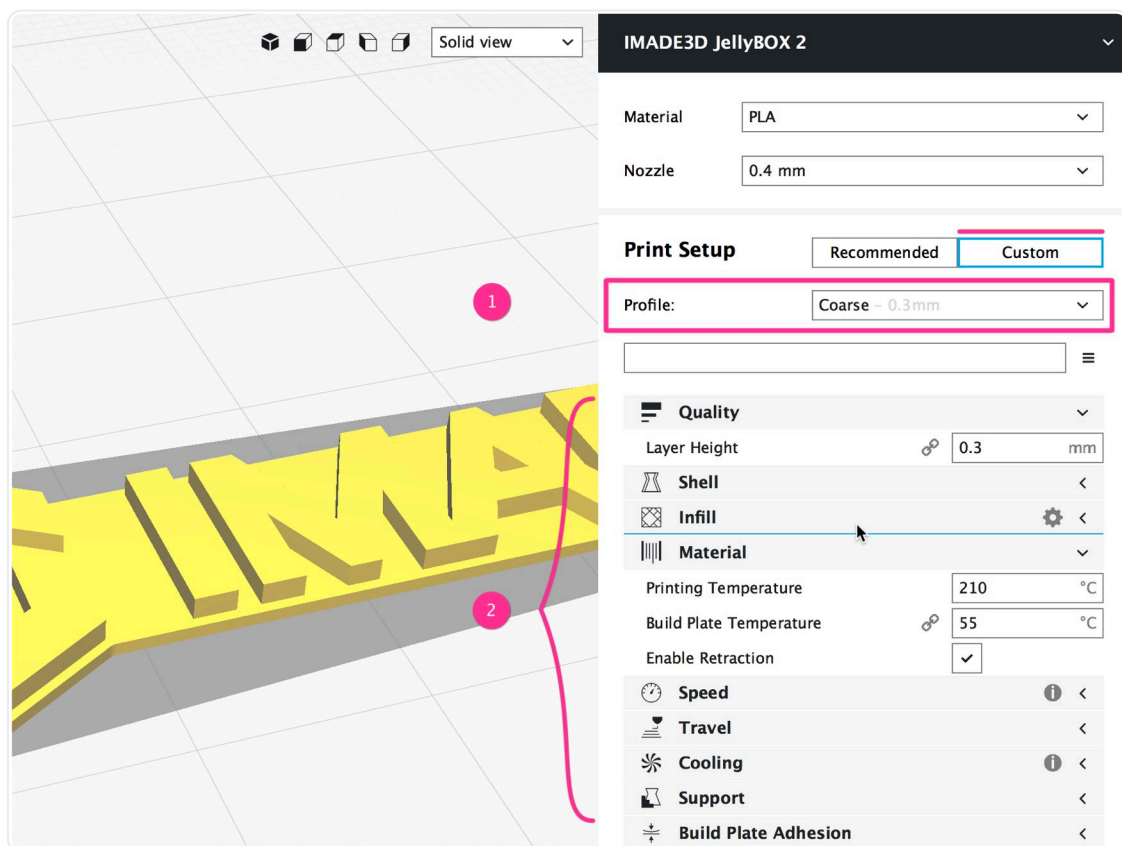 Solid view
IMADE3D JellyBOX 2
Material PLA
Nozzle 0.4 mm
Print Setup Recommended Custom
1
Profile: Coarse – 0.3mm
Quality
Layer Height 0.3 mm
Shell
Infill
Material
Printing Temperature 210 °C
2
Build Plate Temperature 55 °C
Enable Retraction
Speed
Travel
Cooling
Support
Build Plate Adhesion